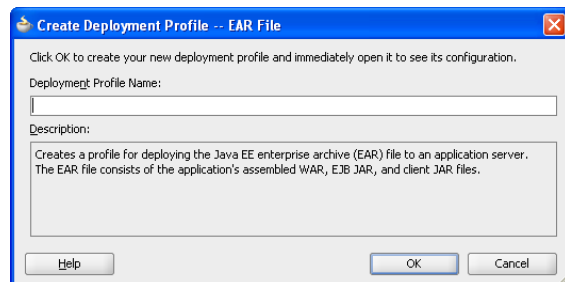 Create Deployment Profile -- EAR File
Click OK to create your new deployment profile and immediately open it to see its configuration.
Deployment Profile Name:
Description:
Creates a profile for deploying the Java EE enterprise archive (EAR) file to an application server.
The EAR file consists of the application's assembled WAR, EJB JAR, and client JAR files.
Help
OK
Cancel